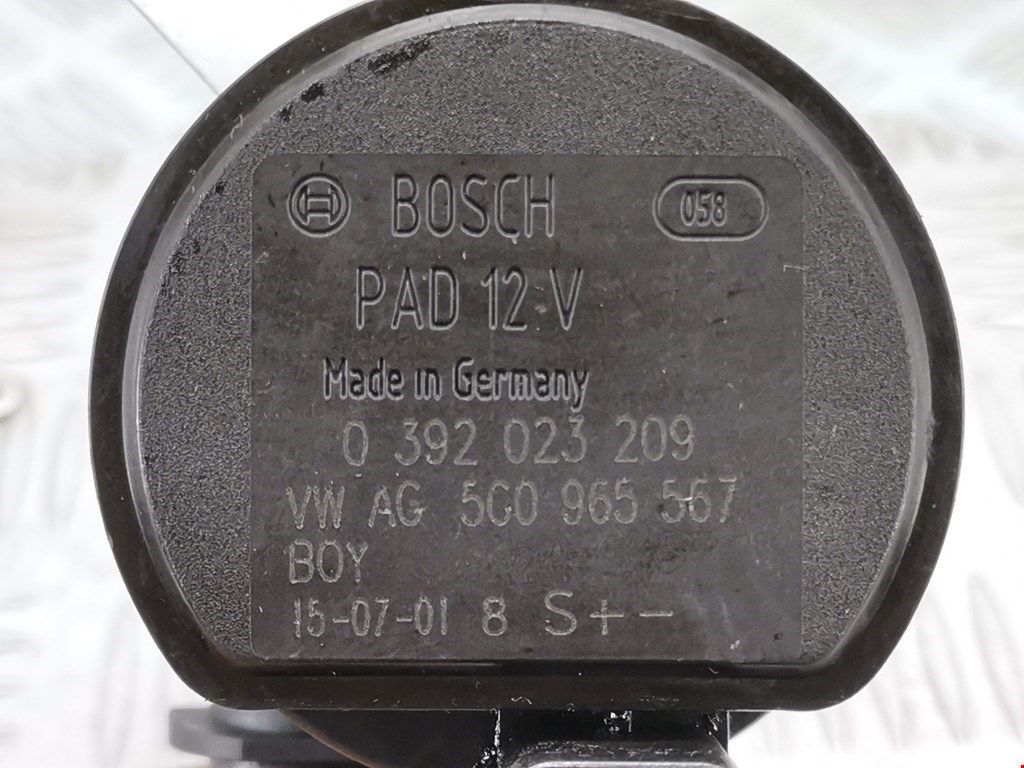 BOSCH 058
PAD 12 V
Made in Germany
0 392 023 209
VW AG 5C0 965 567
BOY
15-07-01 8 S+-